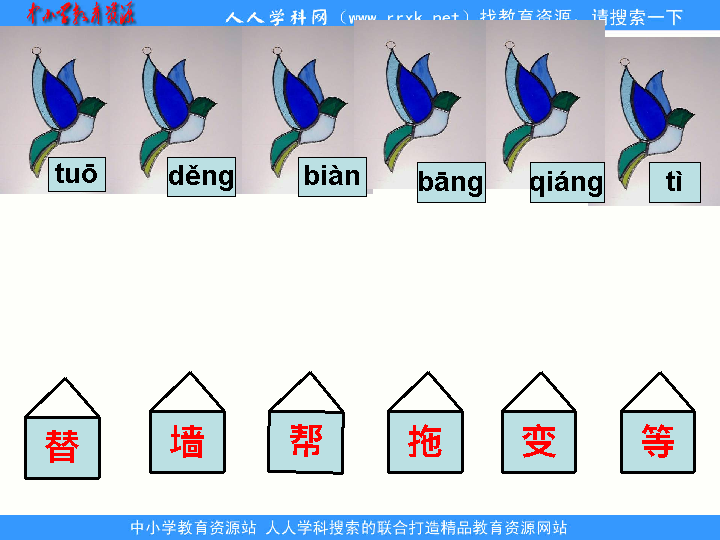 中小学教育资源
人人学科网（www.rrxk.net）找教育资源，请搜索一下
tuō děng biàn bāng qiáng tì
替 墙 帮 拖 变 等
中小学教育资源站 人人学科搜索的联合打造精品教育资源网站